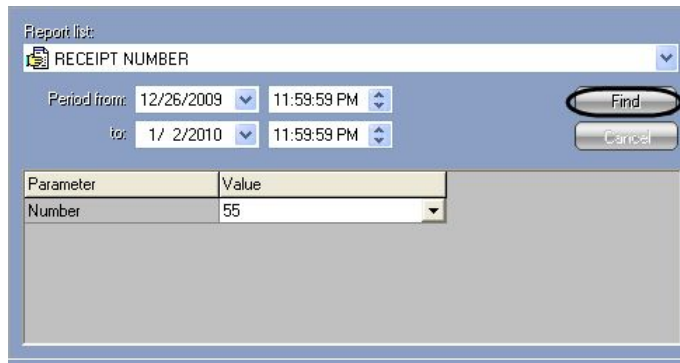 Report list:
RECEIPT NUMBER
Period from: 12/26/2009 11:59:59 PM Find
to: 1/ 2/2010 11:59:59 PM Cancel
Parameter Value
Number 55